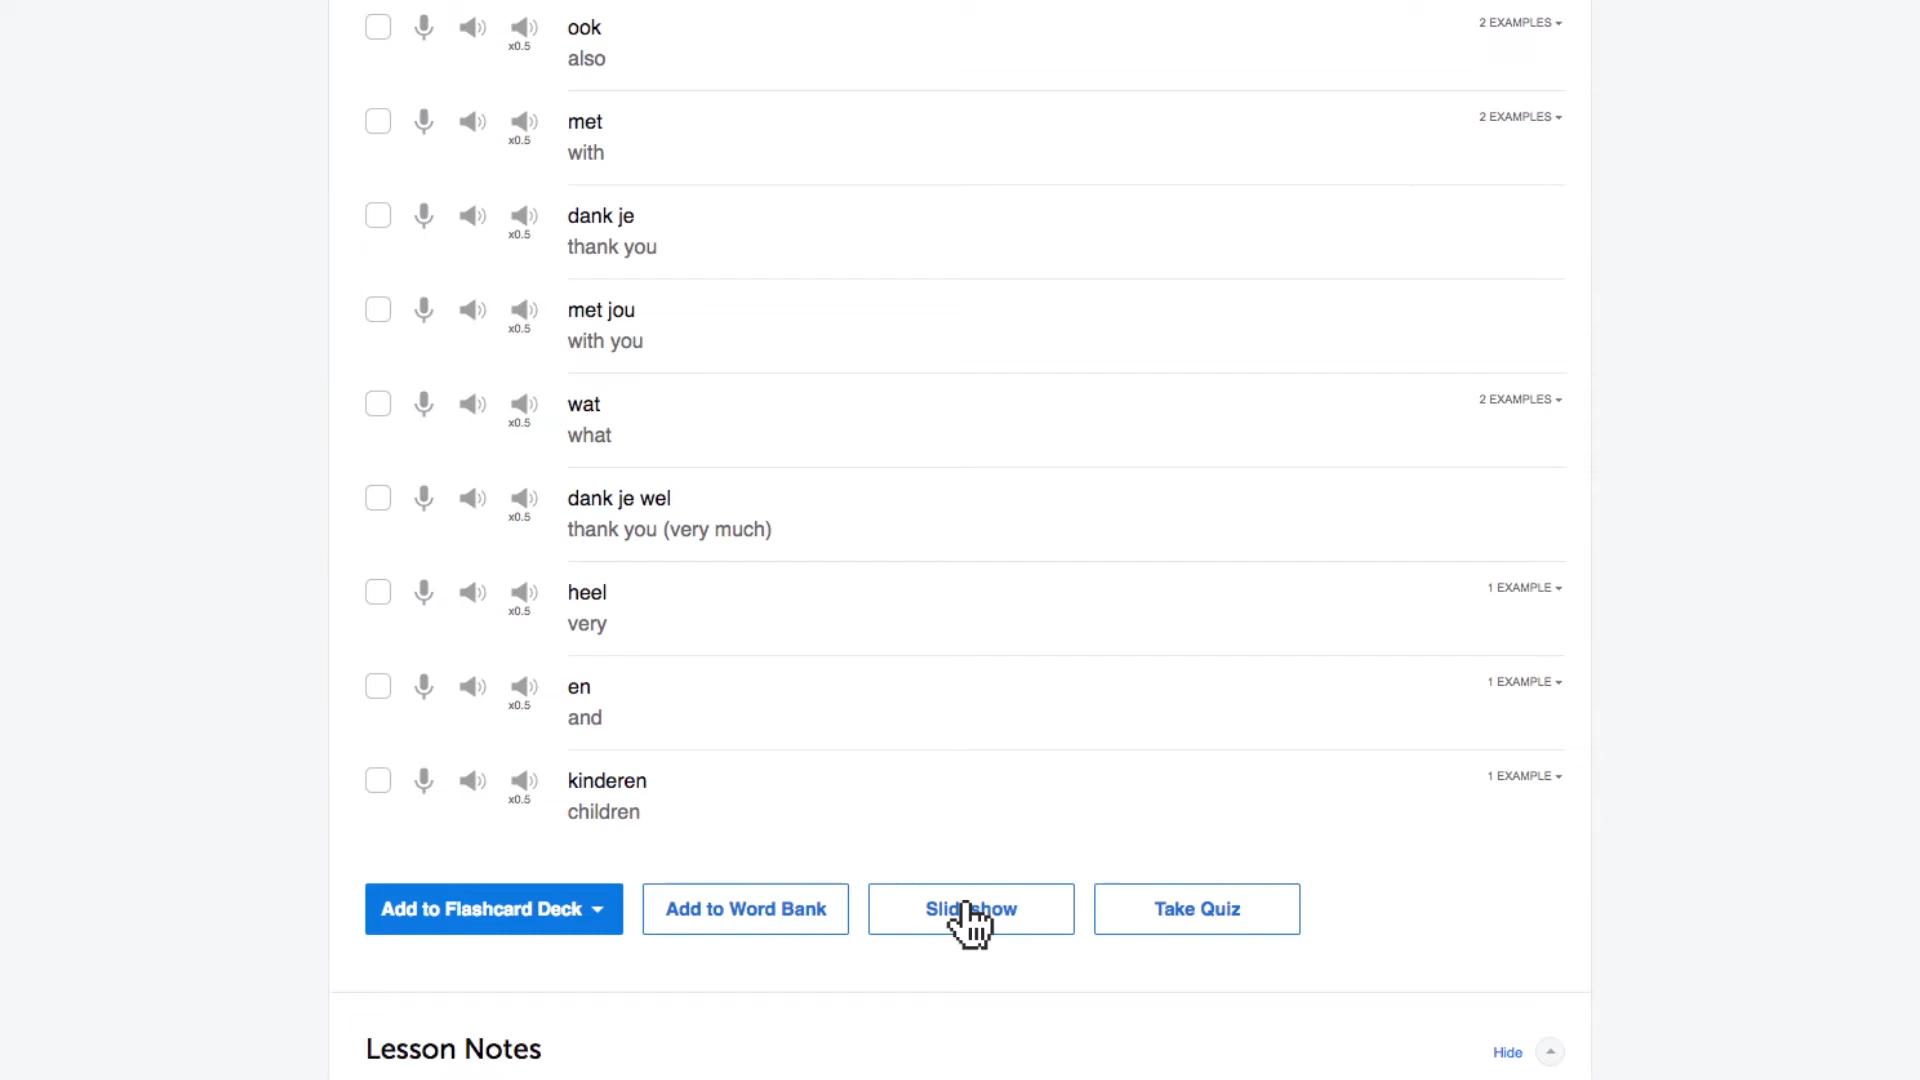 ook
2 EXAMPLES
x0.5
also
met
2 EXAMPLES
x0.5
with
dank je
x0.5
thank you
met jou
x0.5
with you
wat
2 EXAMPLES
x0.5
what
dank je wel
x0.5
thank you (very much)
heel
1 EXAMPLE
x0.5
very
en
1 EXAMPLE
x0.5
and
kinderen
1 EXAMPLE
x0.5
children
Add to Flashcard Deck
Add to Word Bank
Slideshow
Take Quiz
Lesson Notes
Hide